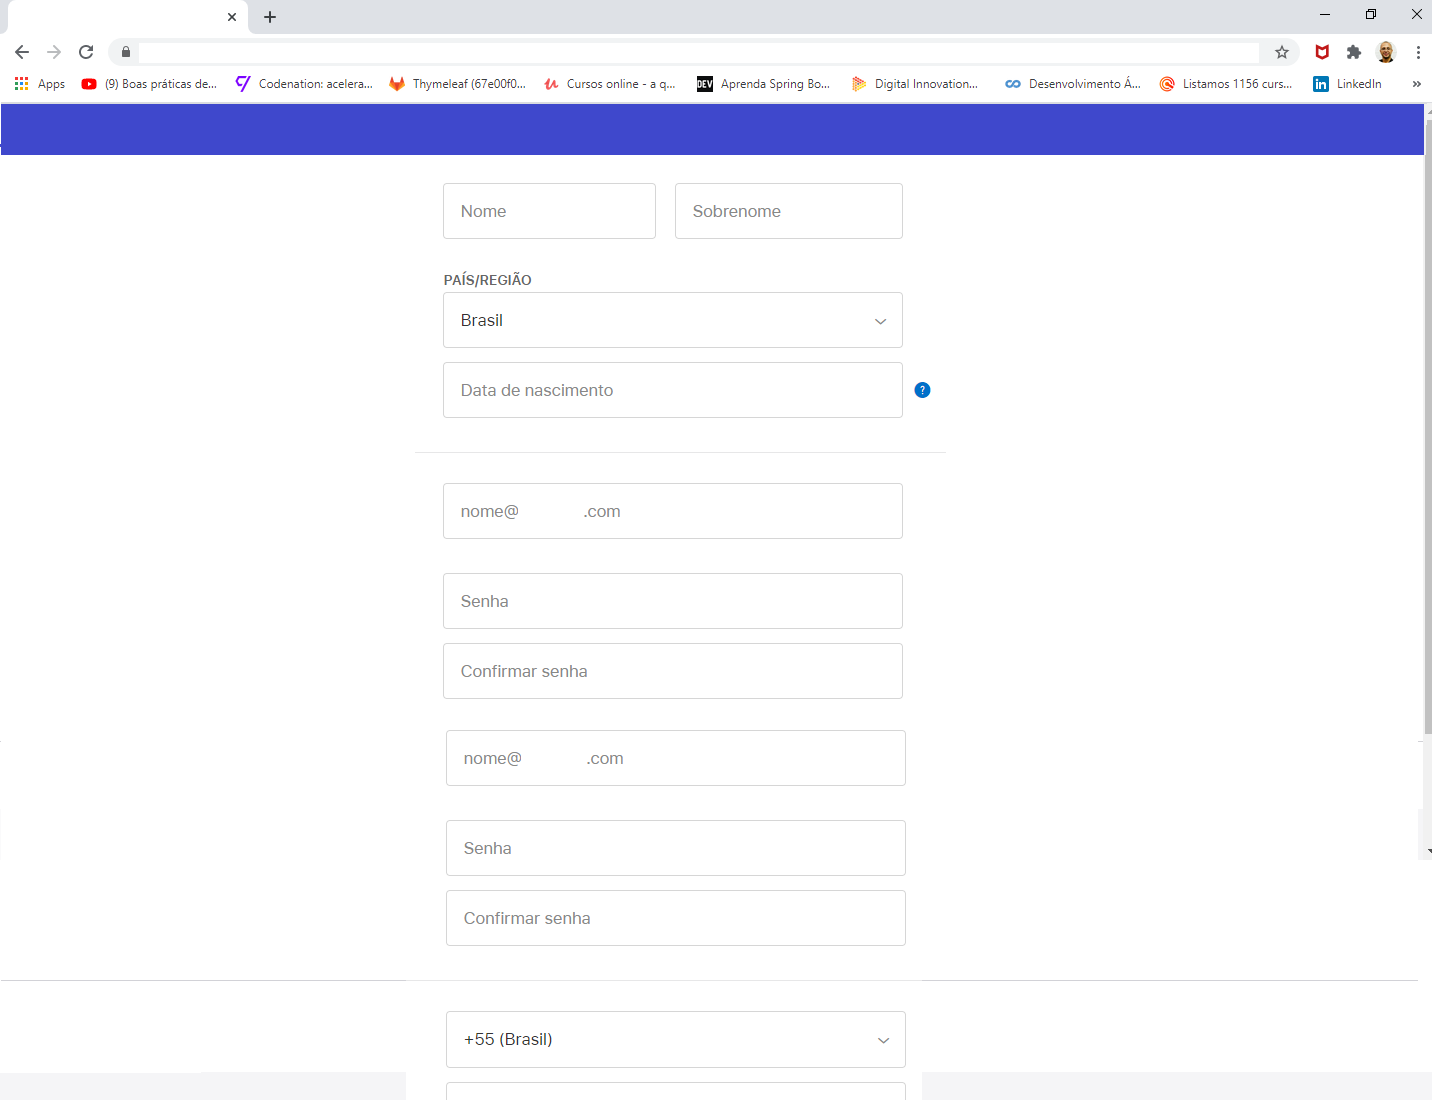 Apps (9) Boas práticas de... Codenation: acelera... Thymeleaf (67e00f0... Cursos online - a q... DEV Aprenda Spring Bo... Digital Innovation... Desenvolvimento Á... Listamos 1156 curs... in LinkedIn »
Nome Sobrenome
PAÍS/REGIÃO
Brasil
Data de nascimento ?
nome@ .com
Senha
Confirmar senha
nome@ .com
Senha
Confirmar senha
+55 (Brasil)